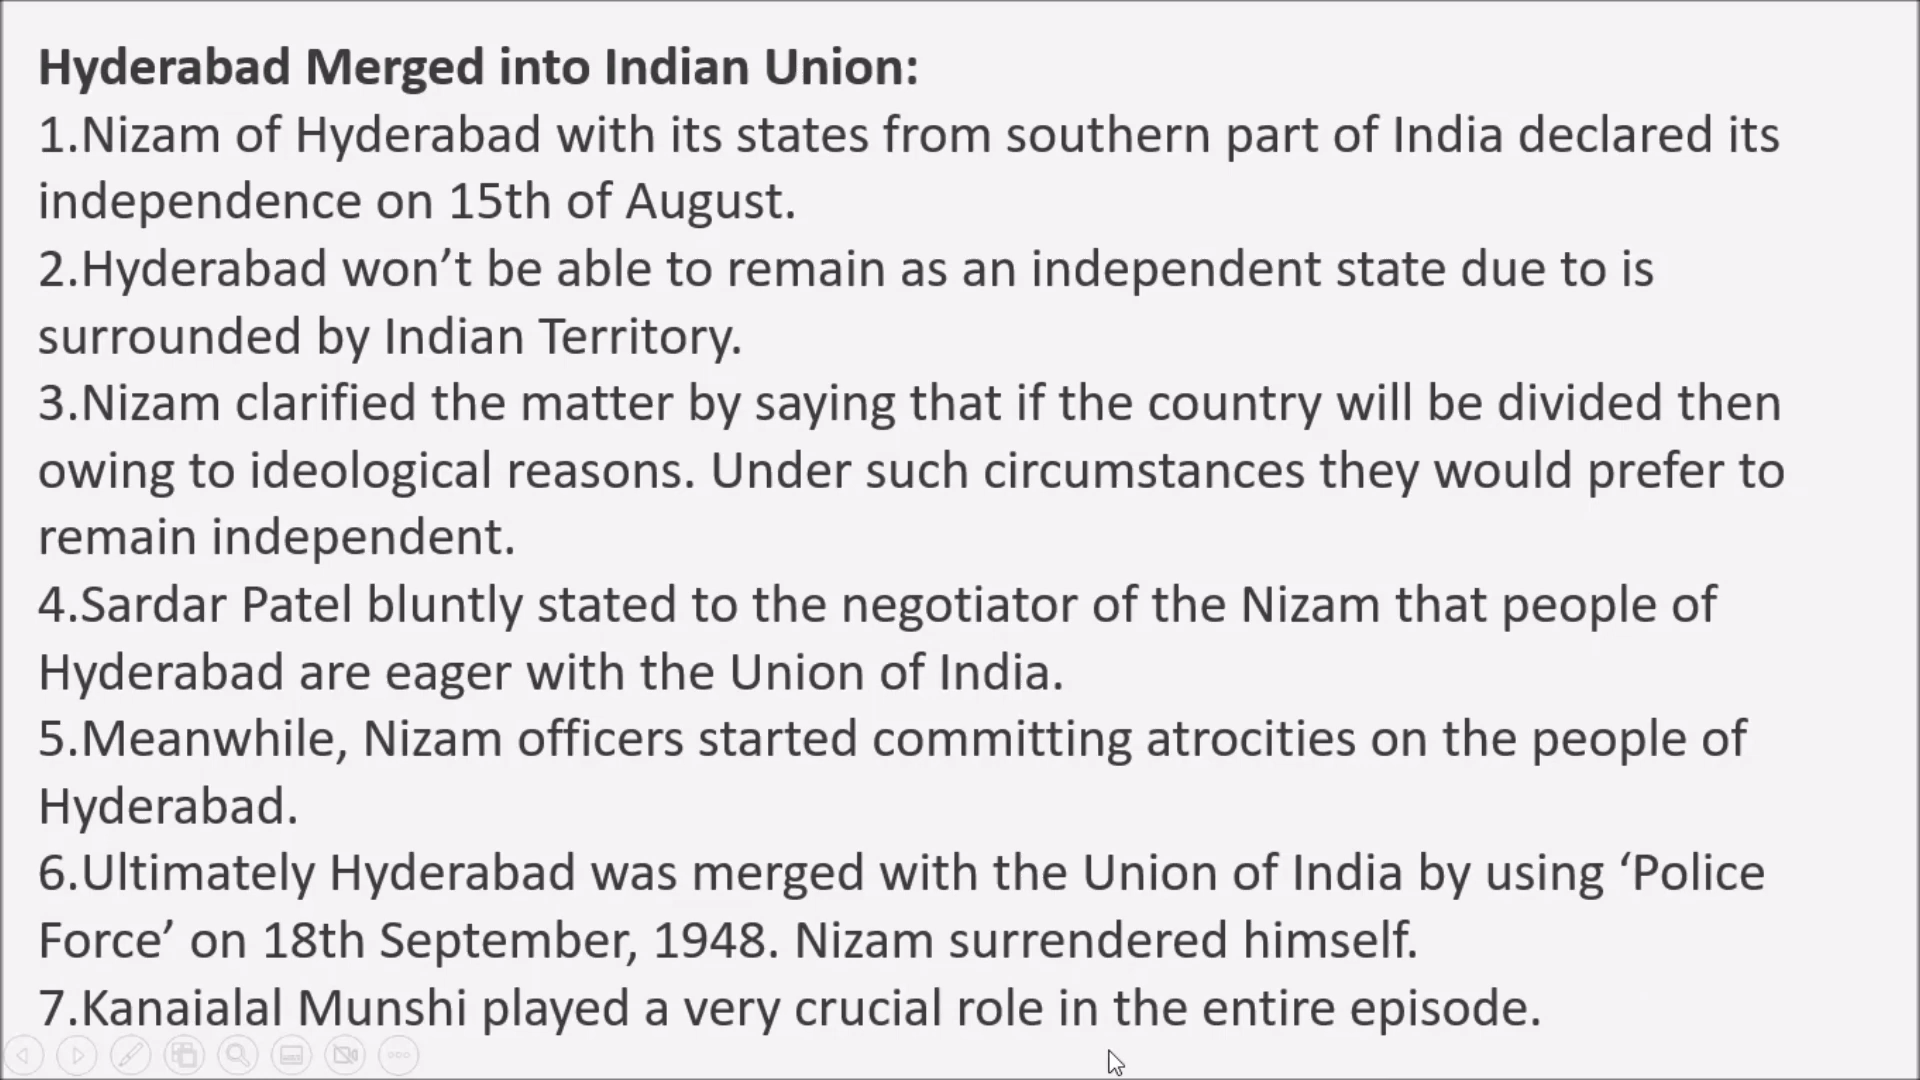 Hyderabad Merged into Indian Union:
1.Nizam of Hyderabad with its states from southern part of India declared its
independence on 15th of August.
2.Hyderabad won’t be able to remain as an independent state due to is
surrounded by Indian Territory.
3.Nizam clarified the matter by saying that if the country will be divided then
owing to ideological reasons. Under such circumstances they would prefer to
remain independent.
4.Sardar Patel bluntly stated to the negotiator of the Nizam that people of
Hyderabad are eager with the Union of India.
5.Meanwhile, Nizam officers started committing atrocities on the people of
Hyderabad.
6.Ultimately Hyderabad was merged with the Union of India by using ‘Police
Force’ on 18th September, 1948. Nizam surrendered himself.
7.Kanaialal Munshi played a very crucial role in the entire episode.